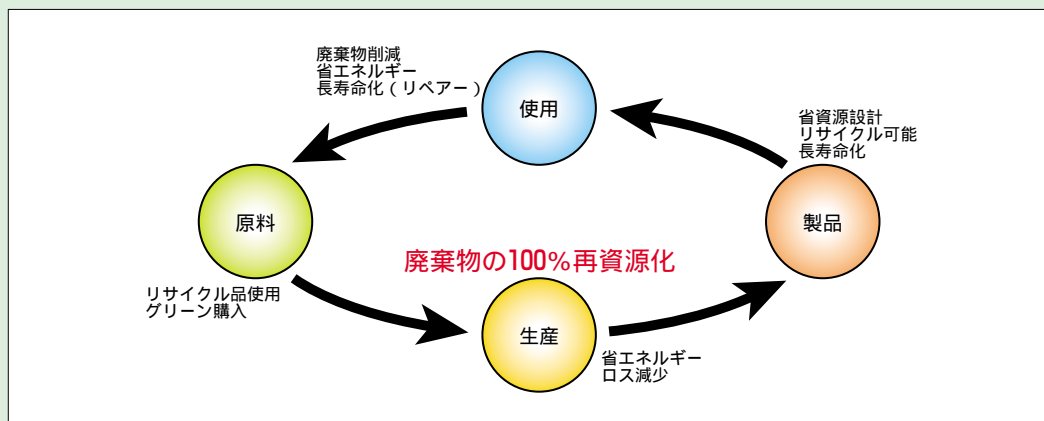 廃棄物削減
省エネルギー
長寿命化（リペアー）
使用
省資源設計
リサイクル可能
長寿命化
原料
製品
廃棄物の100%再資源化
リサイクル品使用
グリーン購入
生産
省エネルギー
ロス減少